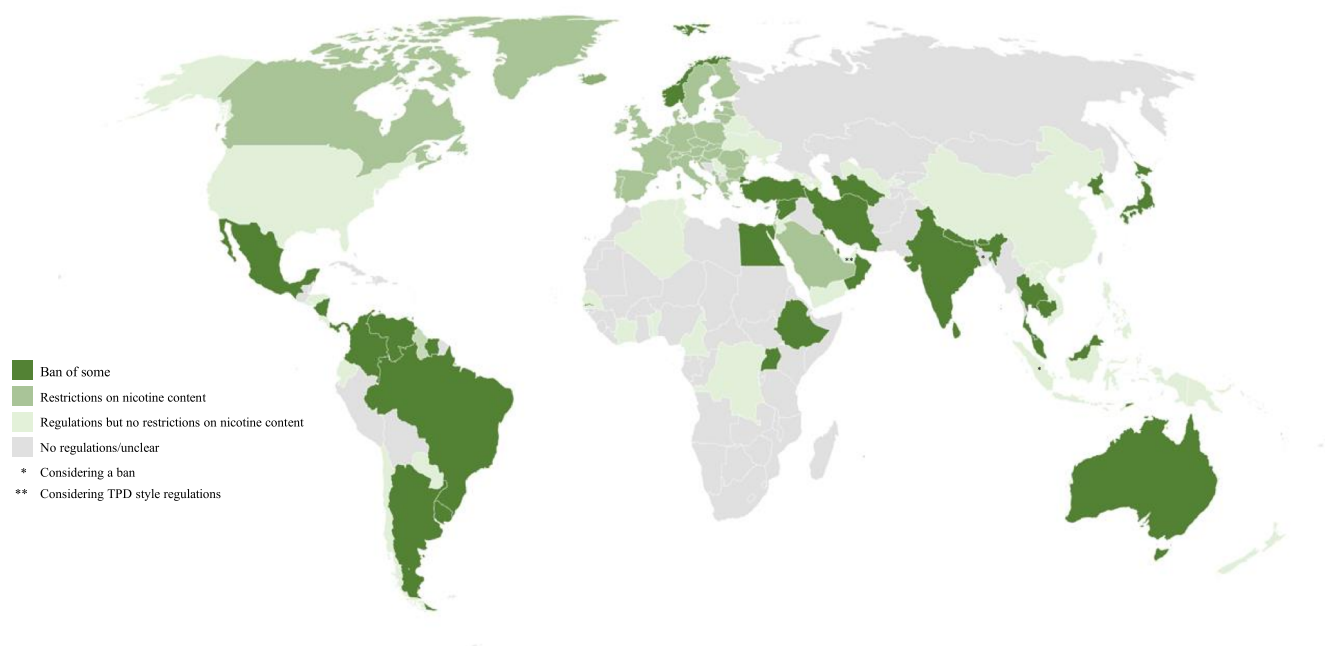 Ban of some
Restrictions on nicotine content
Regulations but no restrictions on nicotine content
No regulations/unclear
* Considering a ban
** Considering TPD style regulations
**
*
*